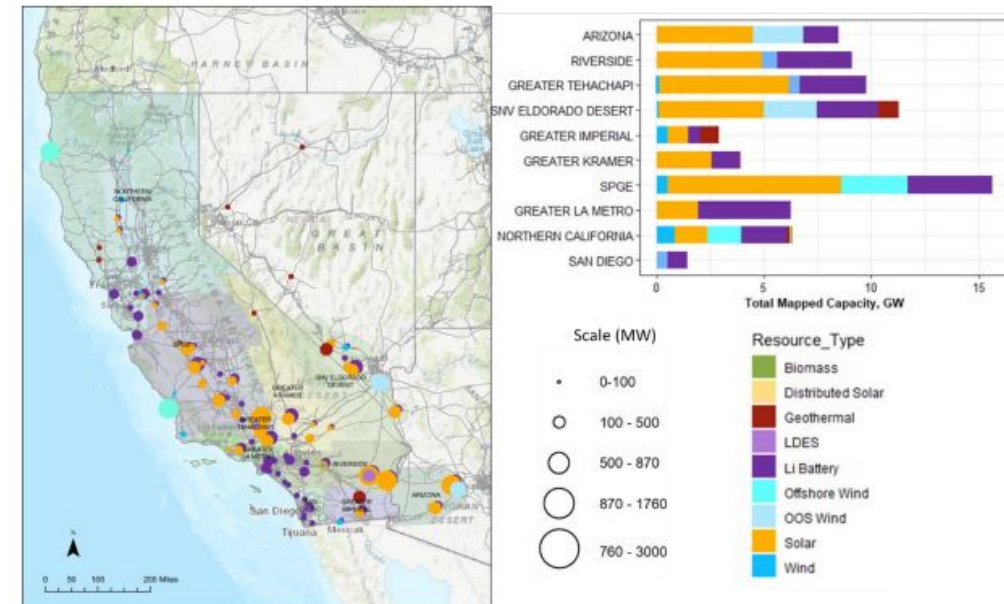 HARNEY BASIN
Medford
NORTHERN
CALIFORNIA
NEVADA
GREAT
BASIN
SPGE
GREATER
KRAMER
SNV ELDORADO
DESERT
GREATER
TEHACHAPI
GREATER
LA METRO
RIVERSIDE
ARIZONA
GREATER
IMPERIAL
San Diego
Tijuana
Mexicali
DESERT
N
0 50 100 200 Miles
ARIZONA
RIVERSIDE
GREATER TEHACHAPI
SNV ELDORADO DESERT
GREATER IMPERIAL
GREATER KRAMER
SPGE
GREATER LA METRO
NORTHERN CALIFORNIA
SAN DIEGO
0 5 10 15
Total Mapped Capacity, GW
Scale (MW)
0-100
100 - 500
500 - 870
870 - 1760
760 - 3000
Resource_Type
Biomass
Distributed Solar
Geothermal
LDES
Li Battery
Offshore Wind
OOS Wind
Solar
Wind